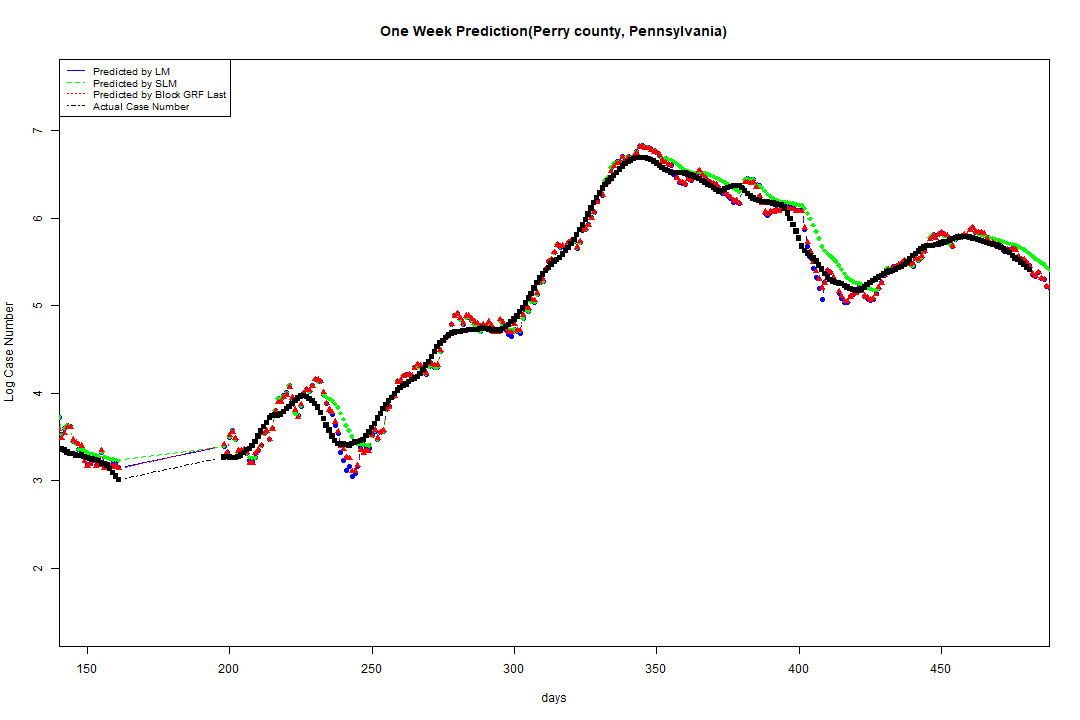 One Week Prediction(Perry county, Pennsylvania)
Predicted by LM
Predicted by SLM
Predicted by Block GRF Last
Actual Case Number
7
6
5
4
3
2
Log Case Number
150 200 250 300 350 400 450
days